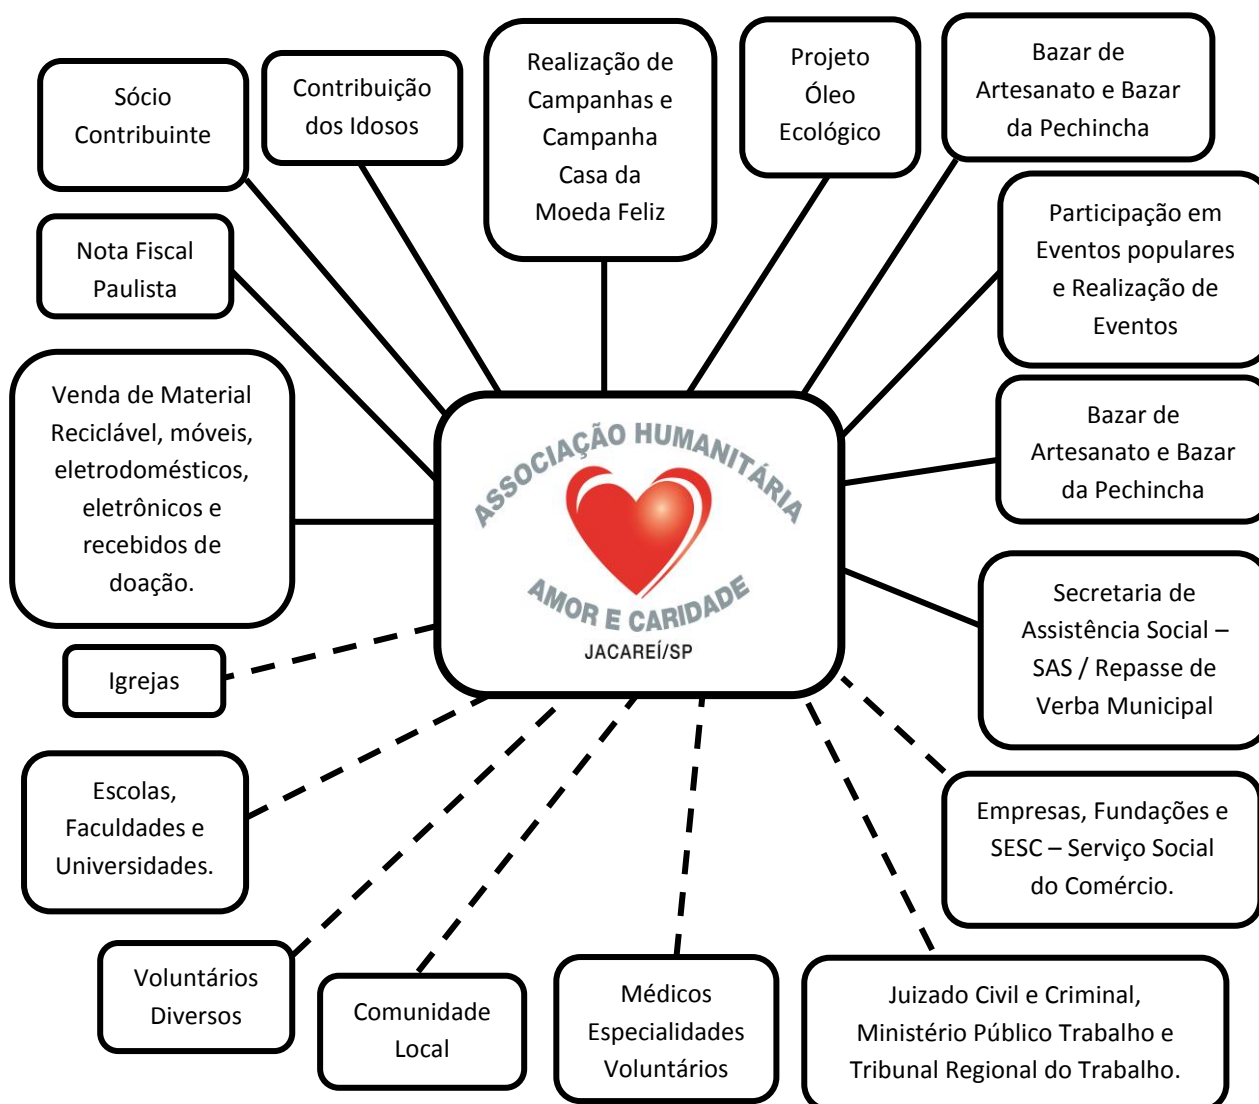 Sócio
Contribuinte
Contribuição
dos Idosos
Realização de
Campanhas e
Campanha
Casa da
Moeda Feliz
Projeto
Óleo
Ecológico
Bazar de
Artesanato e Bazar
da Pechincha
Nota Fiscal
Paulista
Participação em
Eventos populares
e Realização de
Eventos
Venda de Material
Reciclável, móveis,
eletrodomésticos,
eletrônicos e
recebidos de
doação.
ASSOCIAÇÃO HUMANITÁRIA
AMOR E CARIDADE
JACAREÍ/SP
Bazar de
Artesanato e Bazar
da Pechincha
Secretaria de
Assistência Social –
SAS / Repasse de
Verba Municipal
Igrejas
Escolas,
Faculdades e
Universidades.
Empresas, Fundações e
SESC – Serviço Social
do Comércio.
Voluntários
Diversos
Comunidade
Local
Médicos
Especialidades
Voluntários
Juizado Civil e Criminal,
Ministério Público Trabalho e
Tribunal Regional do Trabalho.